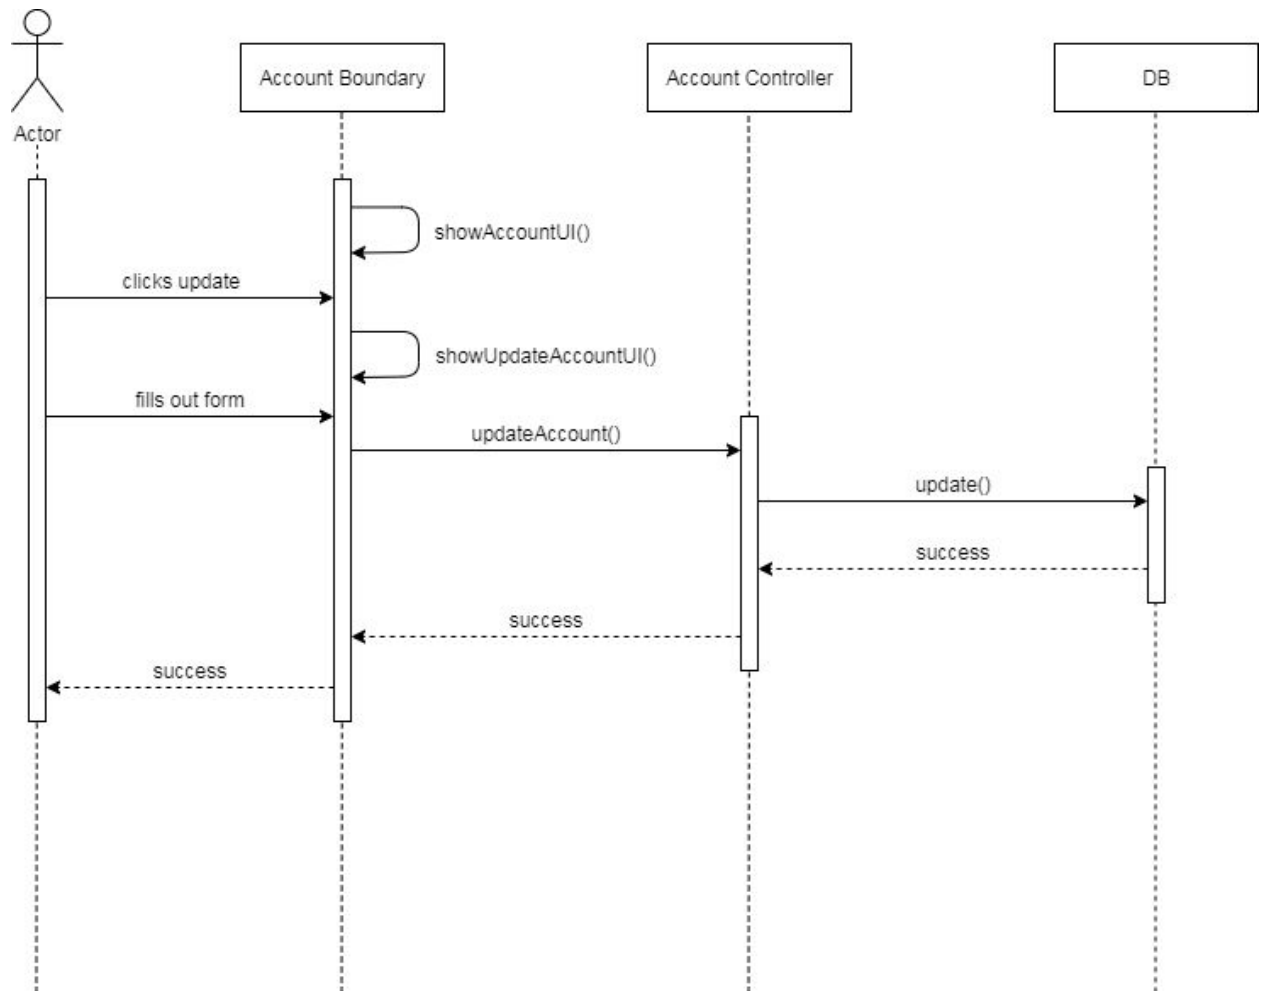 Account Boundary
Account Controller
DB
Actor
showAccountUI()
clicks update
showUpdateAccountUI()
fills out form
updateAccount()
update()
success
success
success